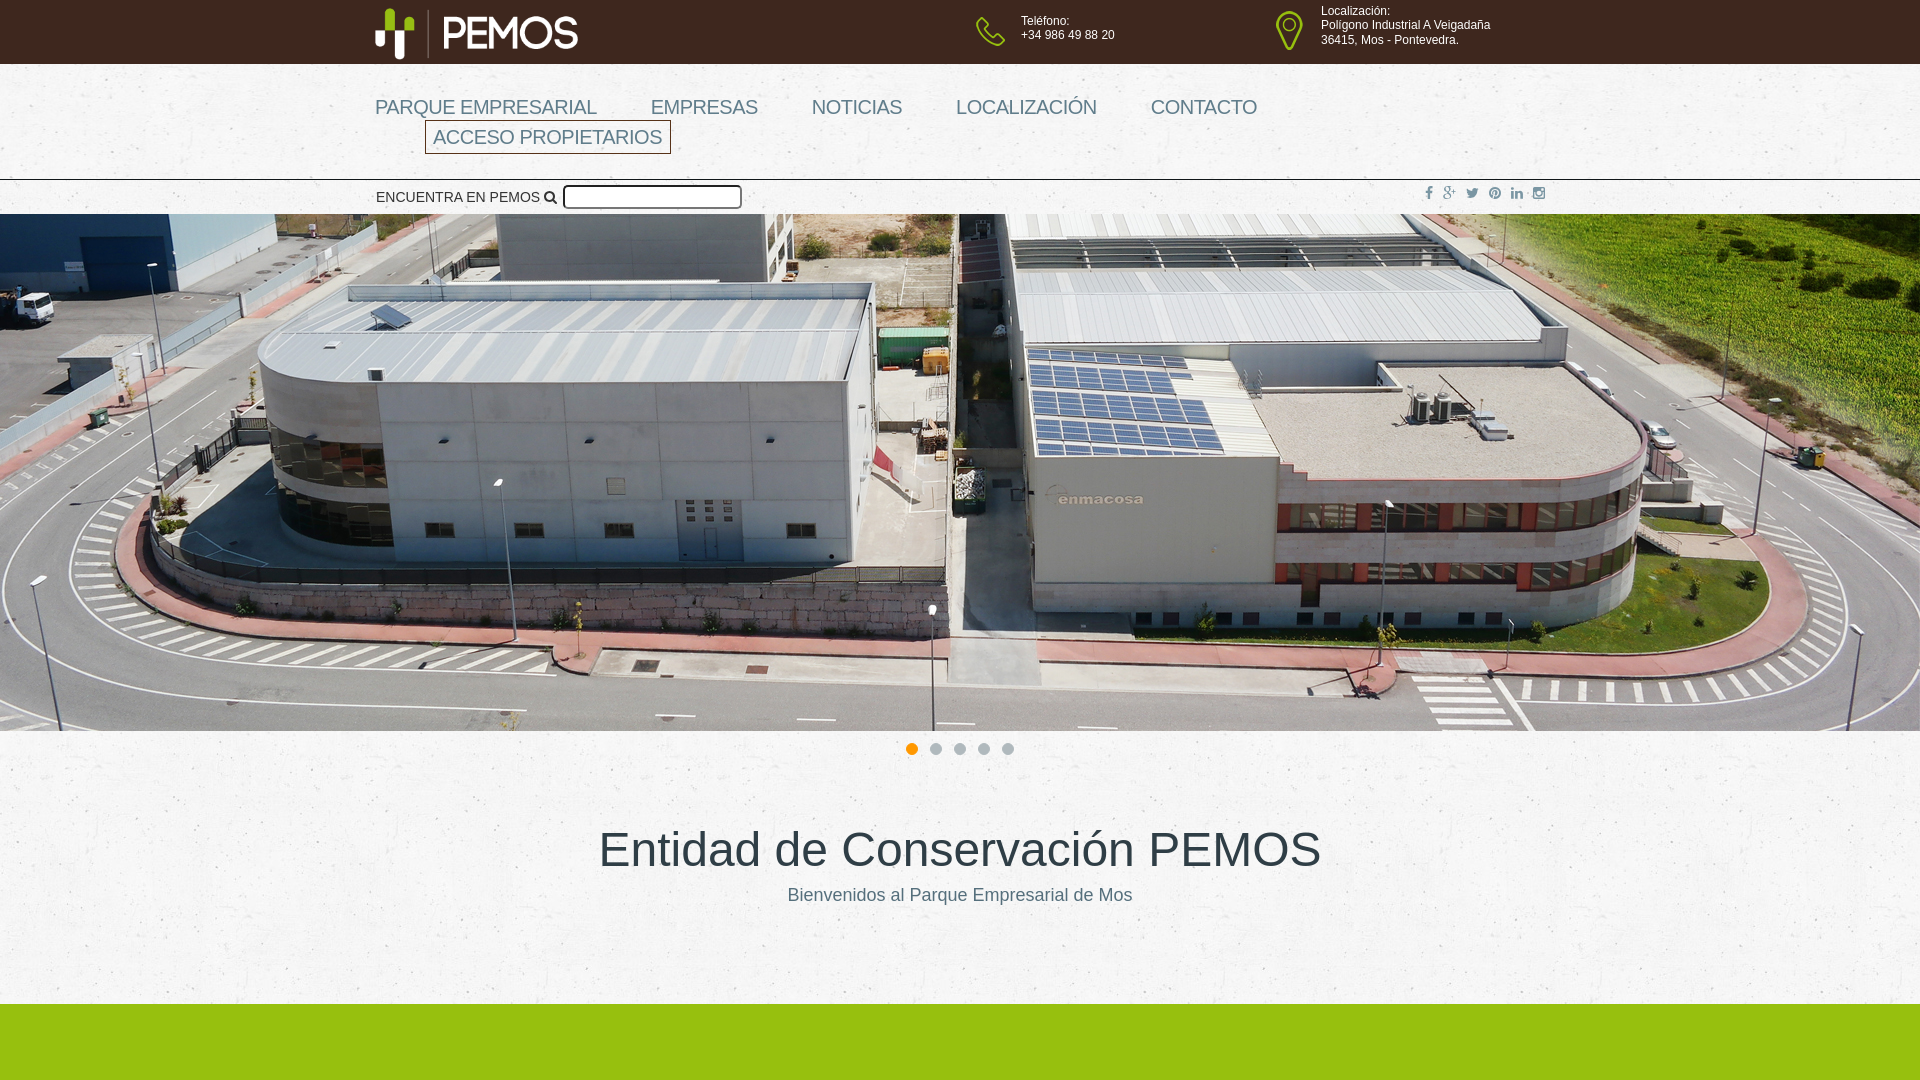 PEMOS
Teléfono:
+34 986 49 88 20
Localización:
Polígono Industrial A Veigadaña
36415, Mos - Pontevedra.
PARQUE EMPRESARIAL EMPRESAS NOTICIAS LOCALIZACIÓN CONTACTO
ACCESO PROPIETARIOS
ENCUENTRA EN PEMOS
enmacosa
Entidad de Conservación PEMOS
Bienvenidos al Parque Empresarial de Mos